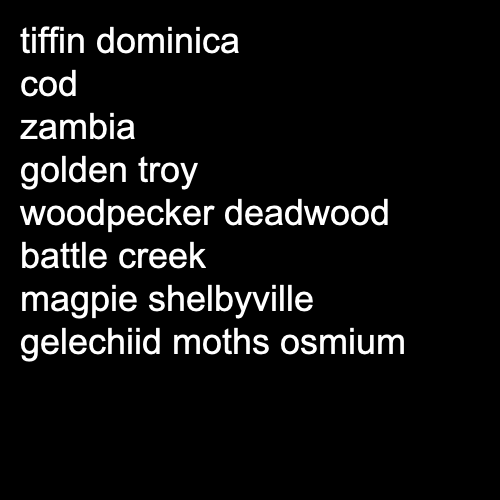 tiffin dominica
cod
zambia
golden troy
woodpecker deadwood
battle creek
magpie shelbyville
gelechiid moths osmium